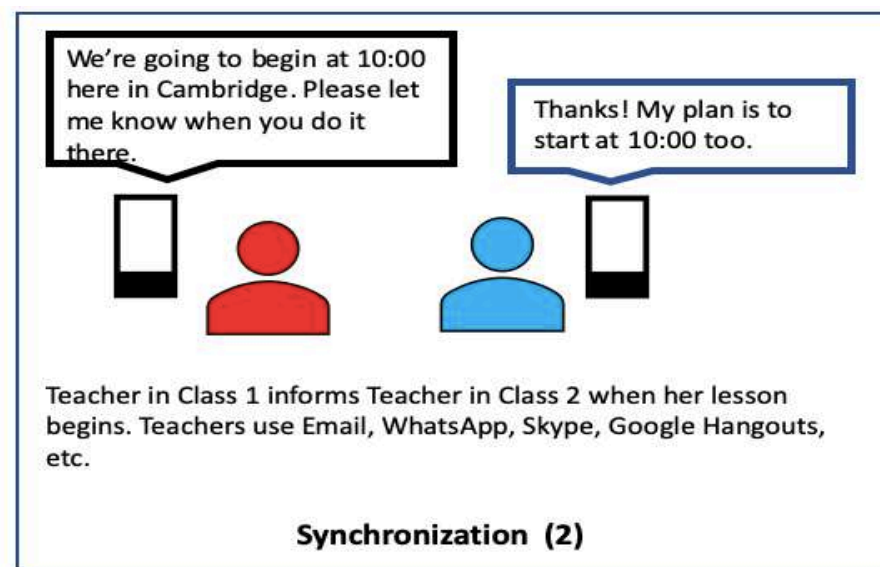 We’re going to begin at 10:00
here in Cambridge. Please let
me know when you do it
there.
Thanks! My plan is to
start at 10:00 too.
Teacher in Class 1 informs Teacher in Class 2 when her lesson
begins. Teachers use Email, WhatsApp, Skype, Google Hangouts,
etc.
Synchronization (2)